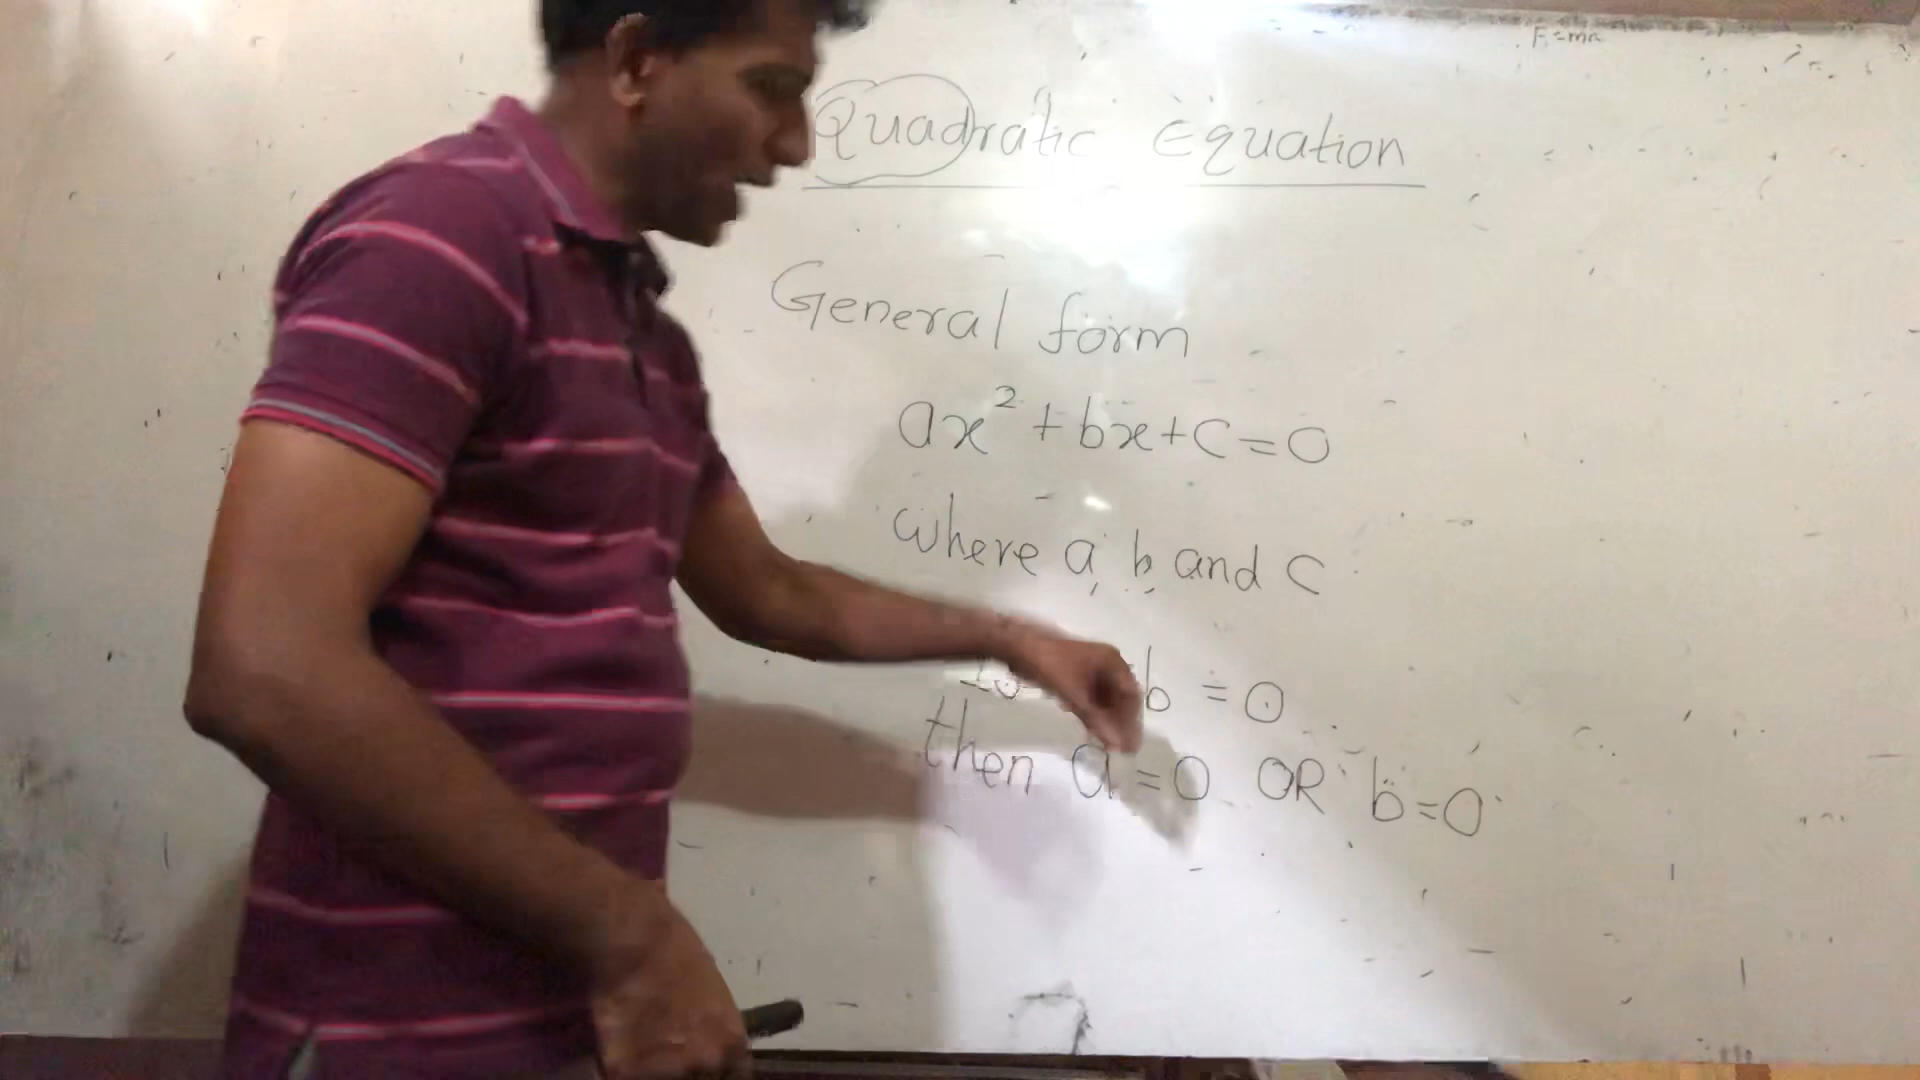 F=ma
Quadratic Equation
General form
ax² + bx + c = 0
where a, b and c
b = 0
then a = 0 OR b = 0